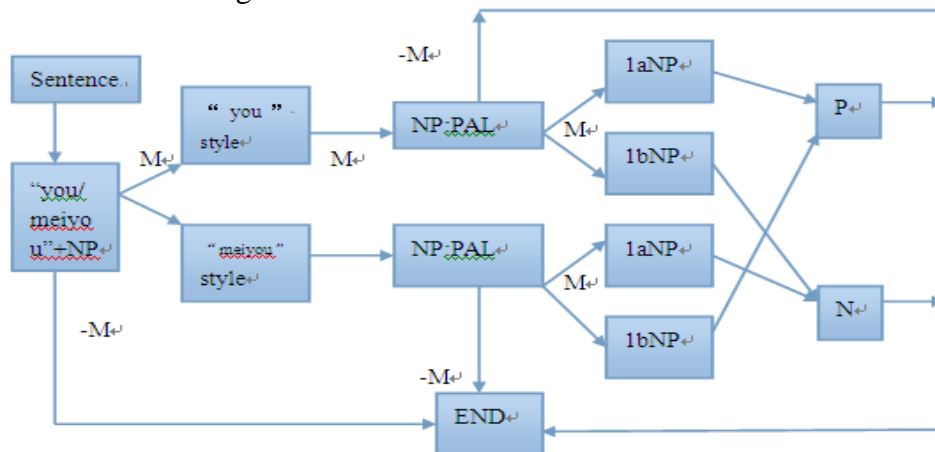 -M↵
Sentence.↓
“ you ”
style↵
M↵
M↵
NP:PAL↵
1aNP↵
M↵
1bNP↵
P↵
“you/
meiyo
u”+NP↵
“meiyou”
style↵
NP:PAL↵
1aNP↵
M↵
1bNP↵
N↵
-M↵
-M↵
END↵